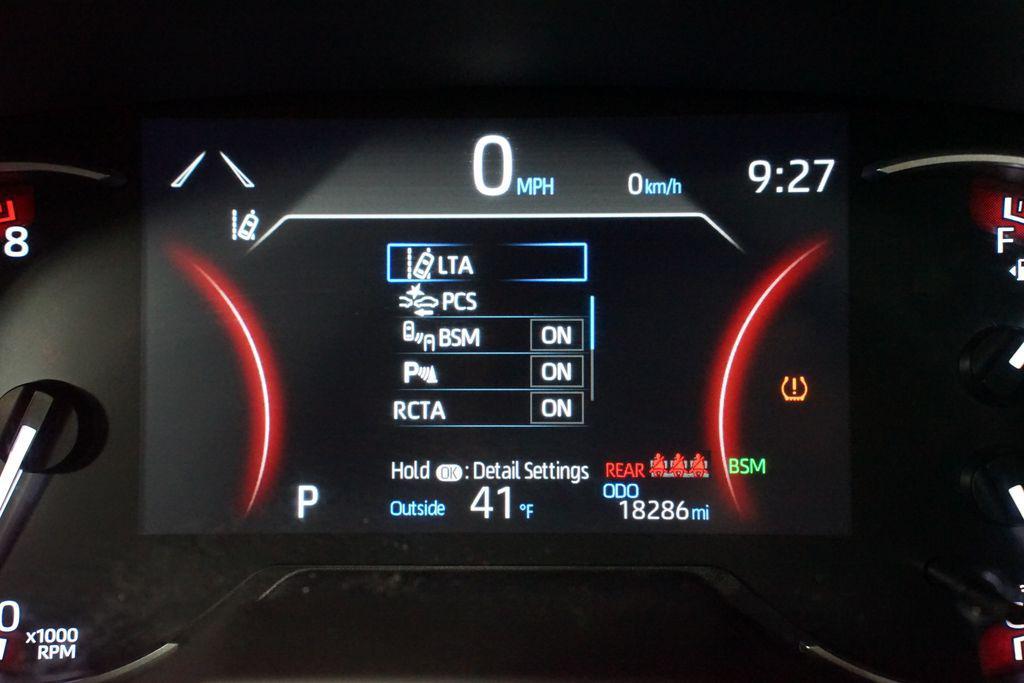 0 MPH 0 km/h 9:27
8
F
LTA
PCS
BSM ON
P ON
RCTA ON
Hold OK : Detail Settings
REAR BSM
P Outside 41 °F
ODO
18286 mi
0
x1000
RPM